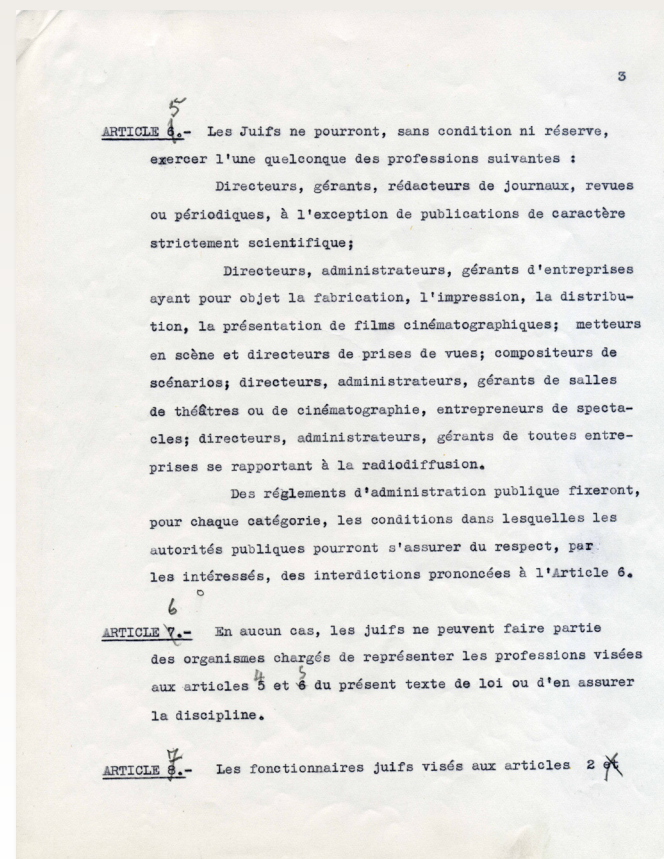 3
5
ARTICLE 6.- Les Juifs ne pourront, sans condition ni réserve,
exercer l'une quelconque des professions suivantes :
Directeurs, gérants, rédacteurs de journaux, revues
ou périodiques, à l'exception de publications de caractère
strictement scientifique;
Directeurs, administrateurs, gérants d'entreprises
ayant pour objet la fabrication, l'impression, la distribu-
tion, la présentation de films cinématographiques; metteurs
en scène et directeurs de prises de vues; compositeurs de
scénarios; directeurs, administrateurs, gérants de salles
de théâtres ou de cinématographie, entrepreneurs de specta-
cles; directeurs, administrateurs, gérants de toutes entre-
prises se rapportant à la radiodiffusion.
Des réglements d'administration publique fixeront,
pour chaque catégorie, les conditions dans lesquelles les
autorités publiques pourront s'assurer du respect, par
les intéressés, des interdictions prononcées à l'Article 6.
6
ARTICLE 7.- En aucun cas, les juifs ne peuvent faire partie
des organismes chargés de représenter les professions visées
4 5
aux articles 5 et 6 du présent texte de loi ou d'en assurer
la discipline.
7
ARTICLE 8.- Les fonctionnaires juifs visés aux articles 2 et